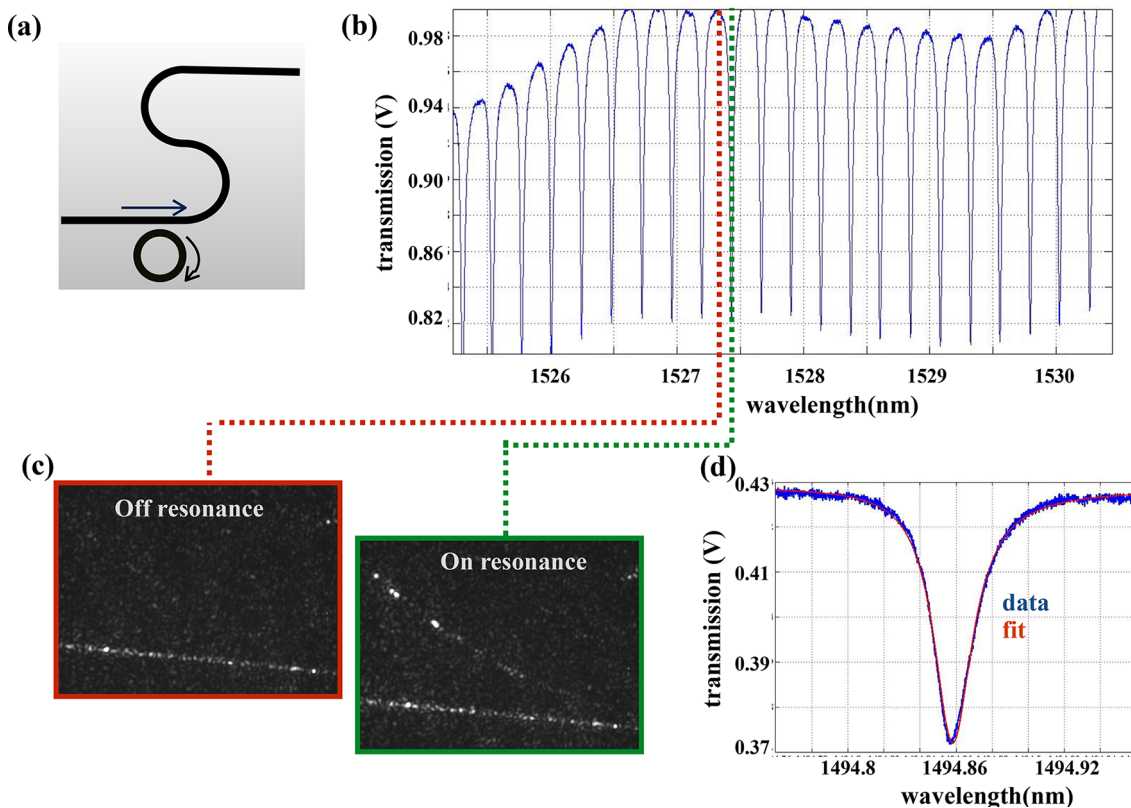 (a)
(b)
0.98
0.94
0.90
0.86
0.82
transmission (V)
1526 1527 1528 1529 1530
wavelength(nm)
(c)
Off resonance
On resonance
(d)
0.43
0.41
0.39
0.37
transmission (V)
data
fit
1494.8 1494.86 1494.92
wavelength(nm)